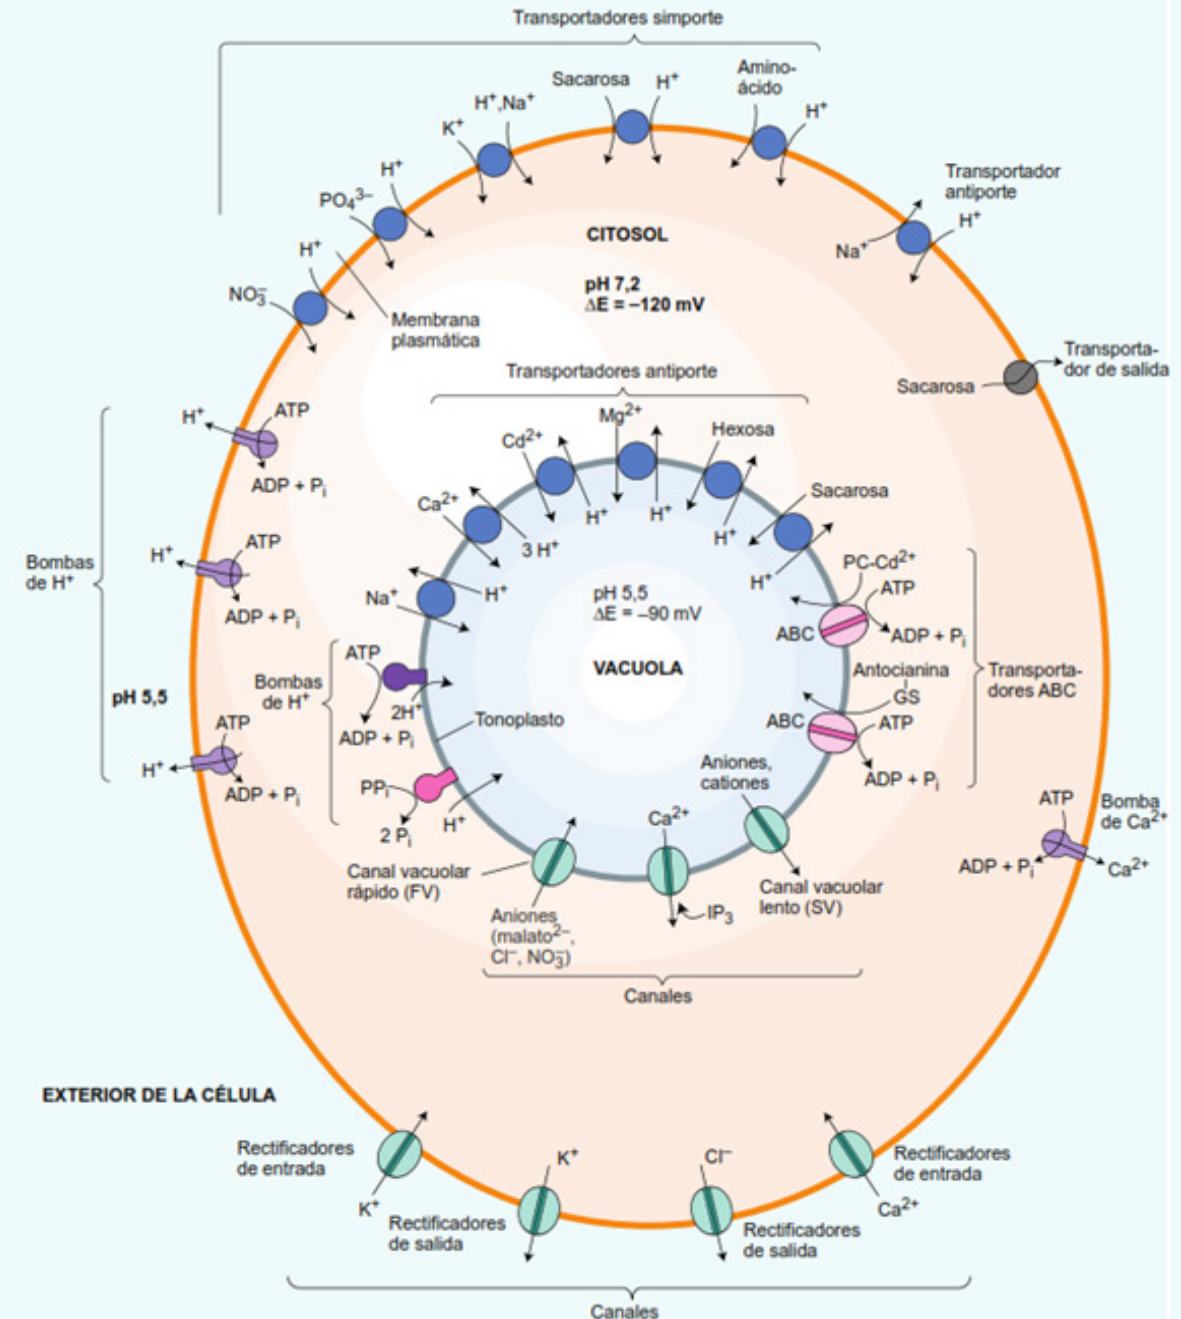 Transportadores simporte
Sacarosa
H⁺
Amino-
ácido
H⁺
H⁺,Na⁺
K⁺
H⁺
PO₄³⁻
H⁺
NO₃⁻
Membrana
plasmática
Transportador
antiporte
H⁺
Na⁺
CITOSOL
pH 7,2
ΔE = –120 mV
Transporta-
dor de salida
Sacarosa
Transportadores antiporte
Mg²⁺
Cd²⁺
Hexosa
Ca²⁺
Sacarosa
H⁺
H⁺
H⁺
3 H⁺
H⁺
H⁺
Na⁺
pH 5,5
ΔE = –90 mV
VACUOLA
H⁺
ATP
ADP + Pᵢ
H⁺
ATP
ADP + Pᵢ
Bombas
de H⁺
pH 5,5
ATP
H⁺
ADP + Pᵢ
Bombas
de H⁺
ATP
2H⁺
ADP + Pᵢ
PPᵢ
2 Pᵢ
H⁺
Tonoplasto
PC-Cd²⁺
ATP
ABC
ADP + Pᵢ
Antocianina
GS
ABC
ATP
ADP + Pᵢ
Transporta-
dores ABC
Aniones,
cationes
Ca²⁺
Canal vacuolar
rápido (FV)
Canal vacuolar
lento (SV)
IP₃
Aniones
(malato²⁻,
Cl⁻, NO₃⁻)
Canales
ATP
Bomba
de Ca²⁺
ADP + Pᵢ
Ca²⁺
EXTERIOR DE LA CÉLULA
Rectificadores
de entrada
K⁺
K⁺
Rectificadores
de salida
Cl⁻
Rectificadores
de salida
Rectificadores
de entrada
Ca²⁺
Canales